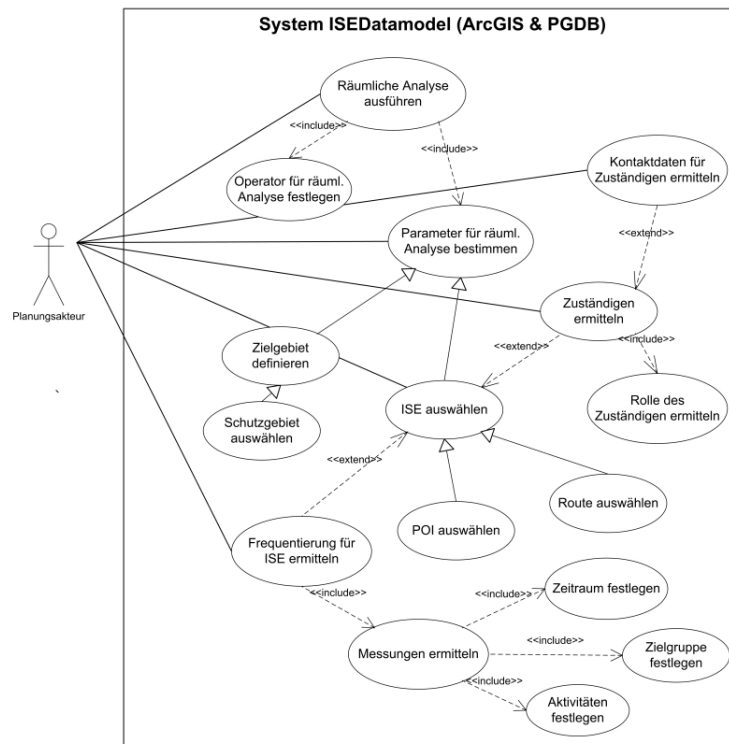 System ISEDatamodel (ArcGIS & PGDB)
Räumliche Analyse
ausführen
<<include>>
<<include>>
Operator für räuml.
Analyse festlegen
Kontaktdaten für
Zuständigen ermitteln
Parameter für räuml.
Analyse bestimmen
<<extend>>
Planungsakteur
Zuständigen
ermitteln
Zielgebiet
definieren
<<extend>>
<<include>>
Schutzgebiet
auswählen
ISE auswählen
Rolle des
Zuständigen ermitteln
<<extend>>
POI auswählen
Route auswählen
Frequentierung für
ISE ermitteln
<<include>>
<<include>>
Zeitraum festlegen
Messungen ermitteln
<<include>>
Zielgruppe
festlegen
<<include>>
Aktivitäten
festlegen